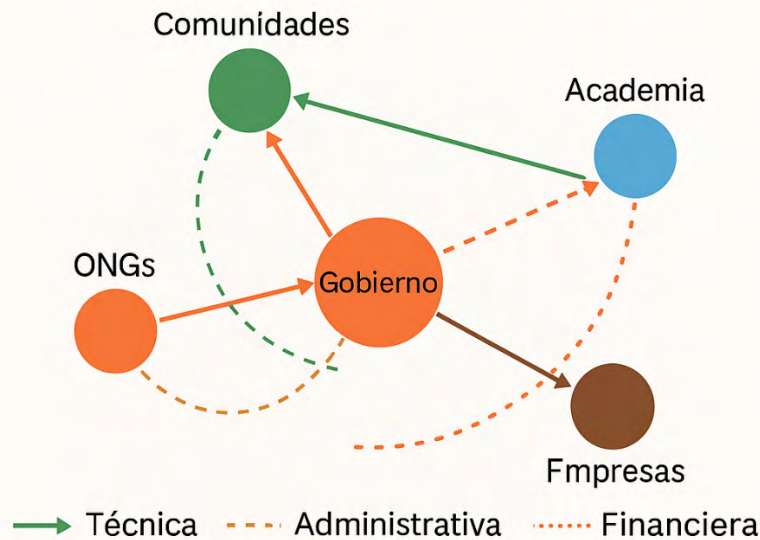 Comunidades
Academia
ONGs
Gobierno
Fmpresas
Técnica
Administrativa
Financiera